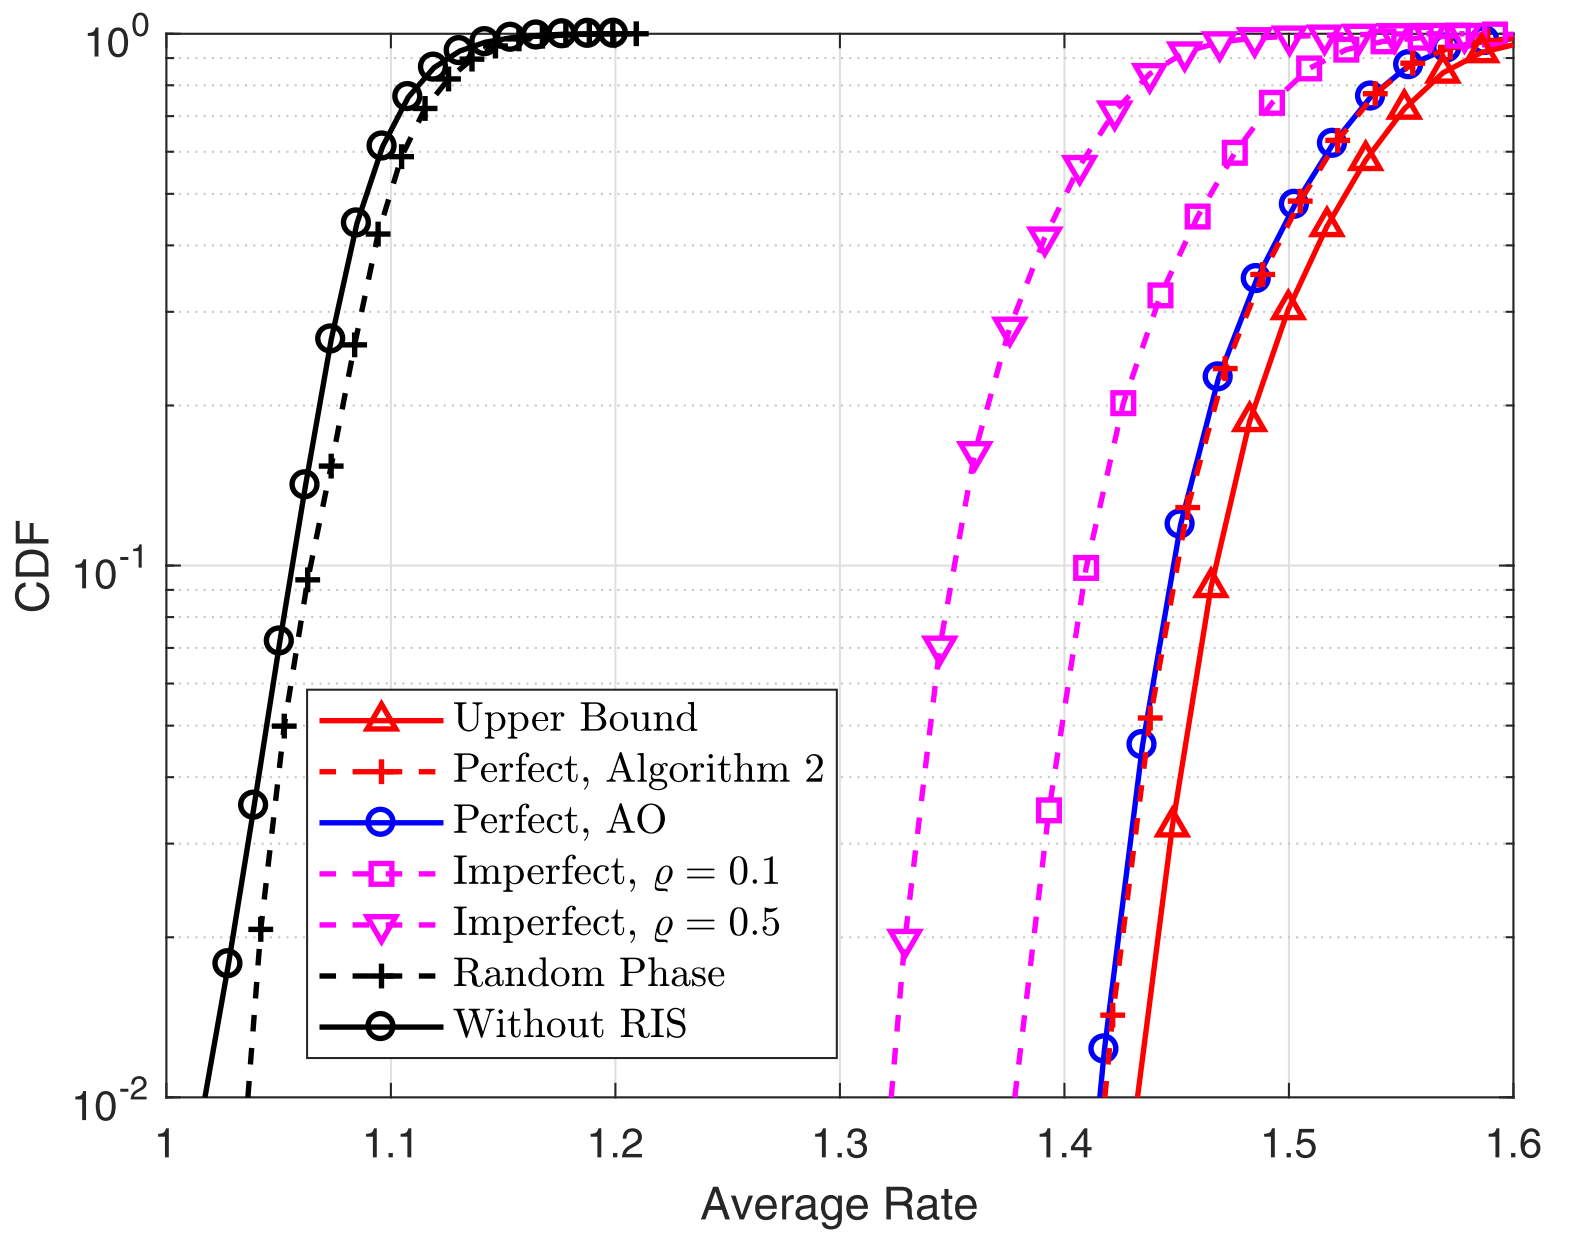 10^0
10^-1
10^-2
CDF
Upper Bound
Perfect, Algorithm 2
Perfect, AO
Imperfect, ϱ = 0.1
Imperfect, ϱ = 0.5
Random Phase
Without RIS
1 1.1 1.2 1.3 1.4 1.5 1.6
Average Rate